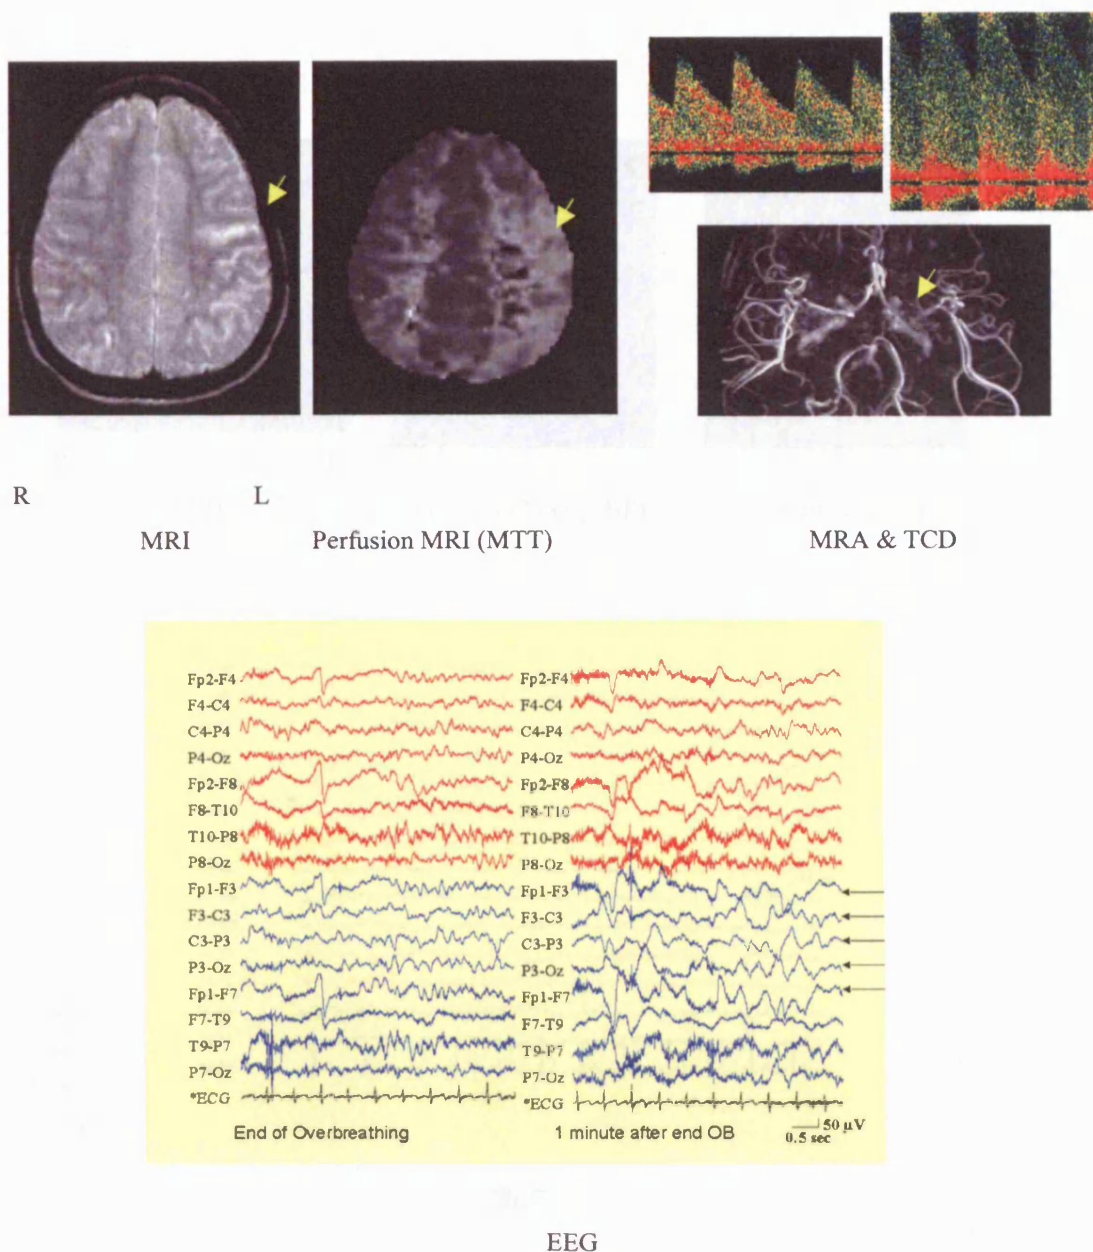 R L
MRI Perfusion MRI (MTT) MRA & TCD
Fp2-F4
F4-C4
C4-P4
P4-Oz
Fp2-F8
F8-T10
T10-P8
P8-Oz
Fp1-F3
F3-C3
C3-P3
P3-Oz
Fp1-F7
F7-T9
T9-P7
P7-Oz
*ECG
End of Overbreathing
Fp2-F4
F4-C4
C4-P4
P4-Oz
Fp2-F8
F8-T10
T10-P8
P8-Oz
Fp1-F3
F3-C3
C3-P3
P3-Oz
Fp1-F7
F7-T9
T9-P7
P7-Oz
*ECG
1 minute after end OB
50 µV
0.5 sec
EEG